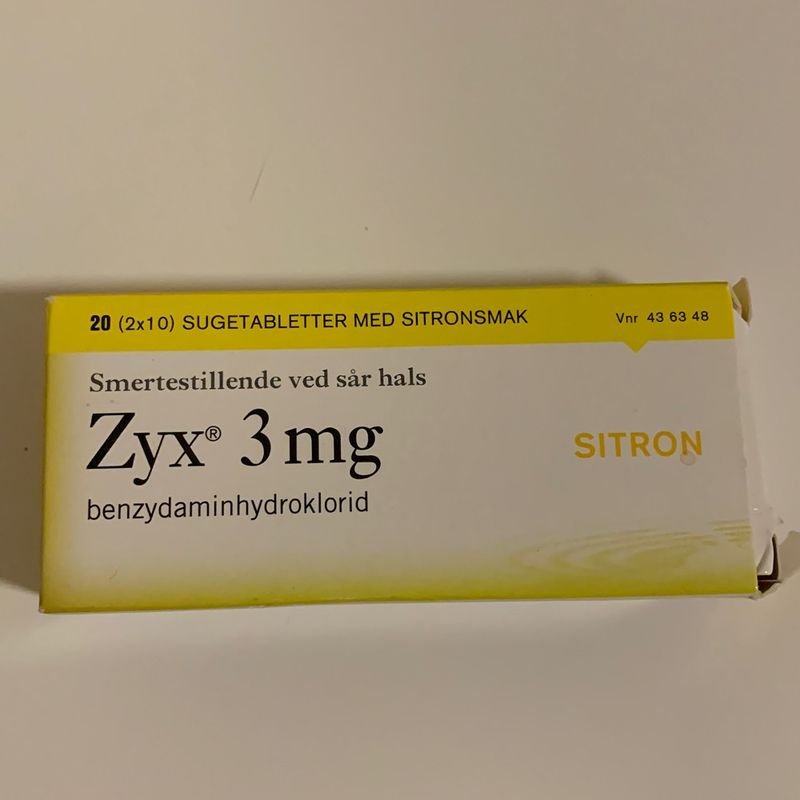 20 (2x10) SUGETABLETTER MED SITRONSMAK Vnr 43 63 48
Smertestillende ved sår hals
Zyx® 3 mg
SITRON
benzydaminhydroklorid